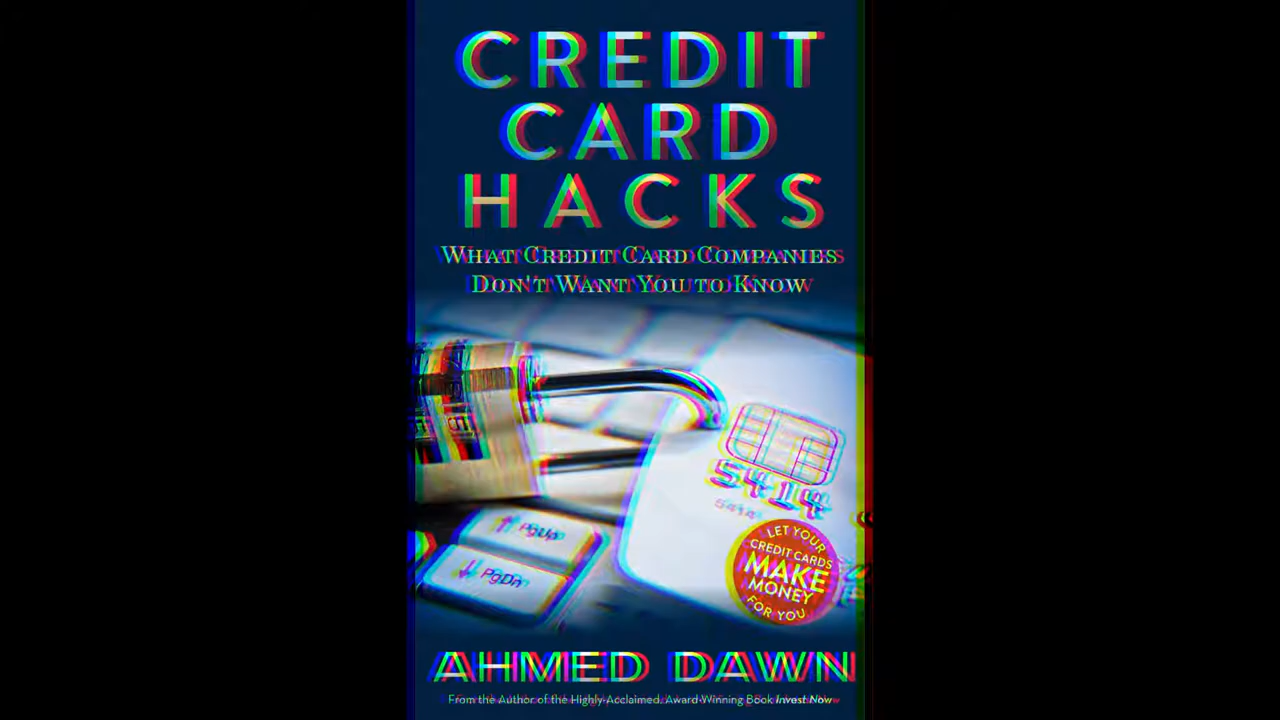 CREDIT
CARD
HACKS
WHAT CREDIT CARD COMPANIES
DON'T WANT YOU TO KNOW
5414
5414
PgUp
PgDn
LET YOUR
CREDIT CARDS
MAKE
MONEY
FOR YOU
AHMED DAWN
From the Author of the Highly-Acclaimed, Award-Winning Book Invest Now